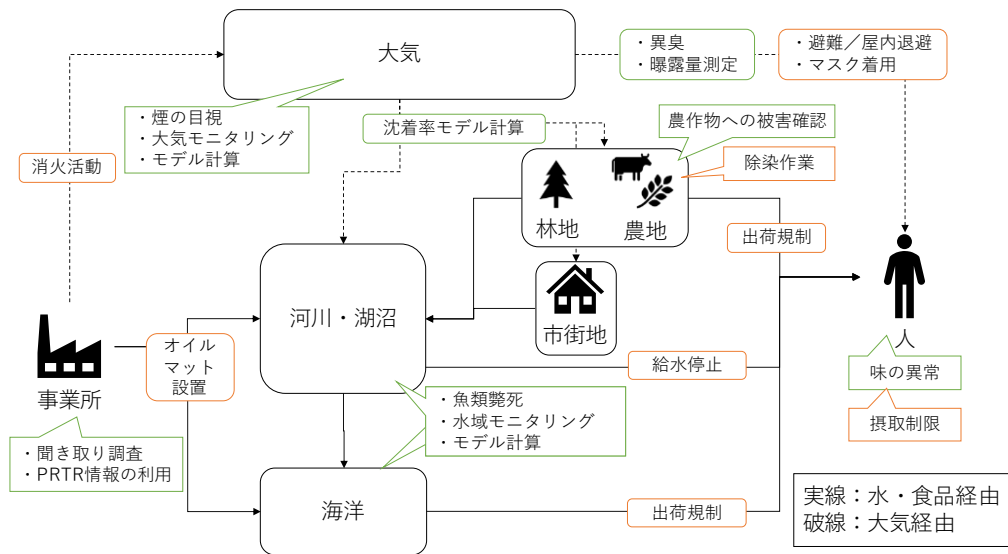 大気
・異臭
・曝露量測定
・避難／屋内退避
・マスク着用
・煙の目視
・大気モニタリング
・モデル計算
沈着率モデル計算
農作物への被害確認
消火活動
除染作業
林地
農地
出荷規制
河川・湖沼
市街地
人
オイル
マット
設置
給水停止
味の異常
事業所
・魚類斃死
・水域モニタリング
・モデル計算
摂取制限
・聞き取り調査
・PRTR情報の利用
海洋
出荷規制
実線：水・食品経由
破線：大気経由